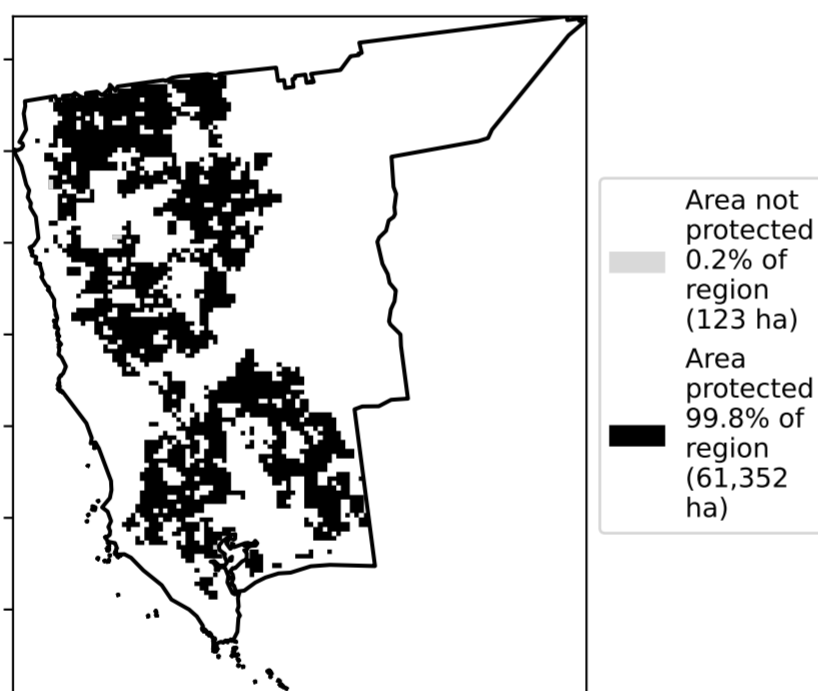 Area not
protected
0.2% of
region
(123 ha)
Area
protected
99.8% of
region
(61,352
ha)